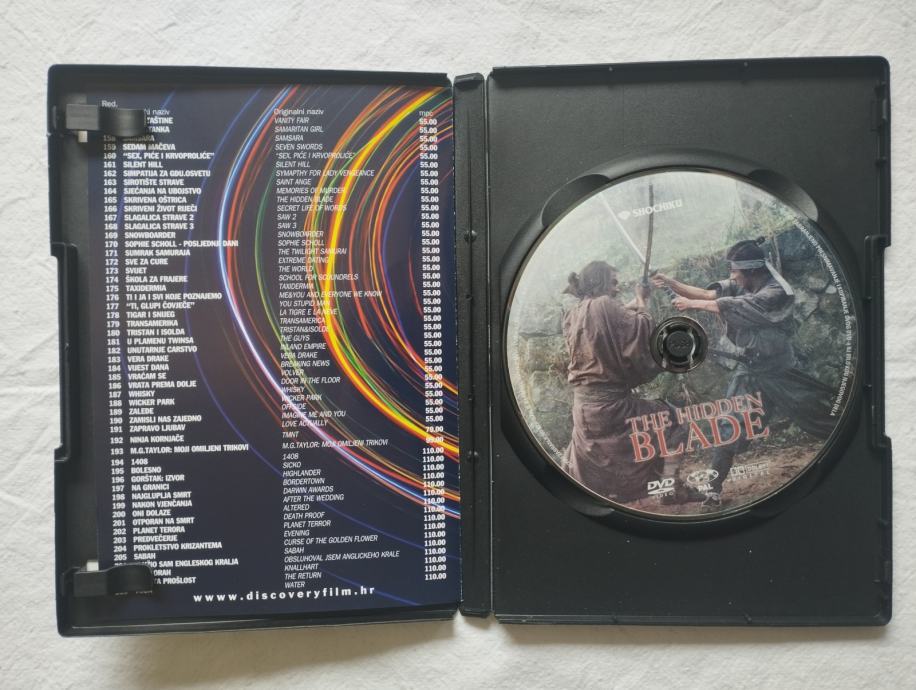 Red.
Originalni naziv mpc
TAŠTINE VANITY FAIR 55.00
TANKA SAMARITAN GIRL 55.00
158 SAMSARA SAMSARA 55.00
159 SEDAM MAČEVA SEVEN SWORDS 55.00
160 "SEX, PIĆE I KRVOPROLIĆE" "SEX, PIĆE I KRVOPROLIĆE" 55.00
161 SILENT HILL SILENT HILL 55.00
162 SIMPATIJA ZA GĐU.OSVETU SYMAPTHY FOR LADY VENGEANCE 55.00
163 SIROTIŠTE STRAVE SAINT ANGE 55.00
164 SJEĆANJA NA UBOJSTVO MEMORIES OF MURDER 55.00
165 SKRIVENA OŠTRICA THE HIDDEN BLADE 55.00
166 SKRIVENI ŽIVOT RIJEČI SECRET LIFE OF WORDS 55.00
167 SLAGALICA STRAVE 2 SAW 2 55.00
168 SLAGALICA STRAVE 3 SAW 3 55.00
169 SNOWBOARDER SNOWBOARDER 55.00
170 SOPHIE SCHOLL - POSLJEDNJI DANI SOPHIE SCHOLL 55.00
171 SUMRAK SAMURAJA THE TWILIGHT SAMURAI 55.00
172 SVE ZA CURE EXTREME DATING 55.00
173 SVIJET THE WORLD 55.00
174 ŠKOLA ZA FRAJERE SCHOOL FOR SCOUNDRELS 55.00
175 TAXIDERMIA TAXIDERMIA 55.00
176 TI I JA I SVI KOJE POZNAJEMO ME&YOU AND EVERYONE WE KNOW 55.00
177 "TI, GLUPI ČOVJEČE" YOU STUPID MAN 55.00
178 TIGAR I SNIJEG LA TIGRE E LA NEVE 55.00
179 TRANSAMERIKA TRANSAMERICA 55.00
180 TRISTAN I ISOLDA TRISTAN&ISOLDE 55.00
181 U PLAMENU TWINSA THE GUYS 55.00
182 UNUTARNJE CARSTVO INLAND EMPIRE 55.00
183 VERA DRAKE VERA DRAKE 55.00
184 VIJEST DANA BREAKING NEWS 55.00
185 VRAĆAM SE VOLVER 55.00
186 VRATA PREMA DOLJE DOOR IN THE FLOOR 55.00
187 WHISKY WHISKY 55.00
188 WICKER PARK WICKER PARK 55.00
189 ZALEĐE OFFSIDE 55.00
190 ZAMISLI NAS ZAJEDNO IMAGINE ME AND YOU 55.00
191 ZAPRAVO LJUBAV LOVE ACTUALLY 55.00
192 NINJA KORNJAČE TMNT 79.00
193 M.G.TAYLOR: MOJI OMILJENI TRIKOVI M.G.TAYLOR: MOJI OMILJENI TRIKOVI 99.00
194 1408 1408 110.00
195 BOLESNO SICKO 110.00
196 GORŠTAK: IZVOR HIGHLANDER 110.00
197 NA GRANICI BORDERTOWN 110.00
198 NAJGLUPLJA SMRT DARWIN AWARDS 110.00
199 NAKON VJENČANJA AFTER THE WEDDING 110.00
200 ONI DOLAZE ALTERED 110.00
201 OTPORAN NA SMRT DEATH PROOF 110.00
202 PLANET TERORA PLANET TERROR 110.00
203 PREDVEČERJE EVENING 110.00
204 PROKLETSTVO KRIZANTEMA CURSE OF THE GOLDEN FLOWER 110.00
205 SABAH SABAH 110.00
SAM ENGLESKOG KRALJA OBSLUHOVAL JSEM ANGLICKEHO KRALE 110.00
ORAH KNALLHART 110.00
PROŠLOST THE RETURN 110.00
WATER 110.00
www.discoveryfilm.hr
SHOCHIKU
THE HIDDEN
BLADE
DVD
VIDEO
PAL